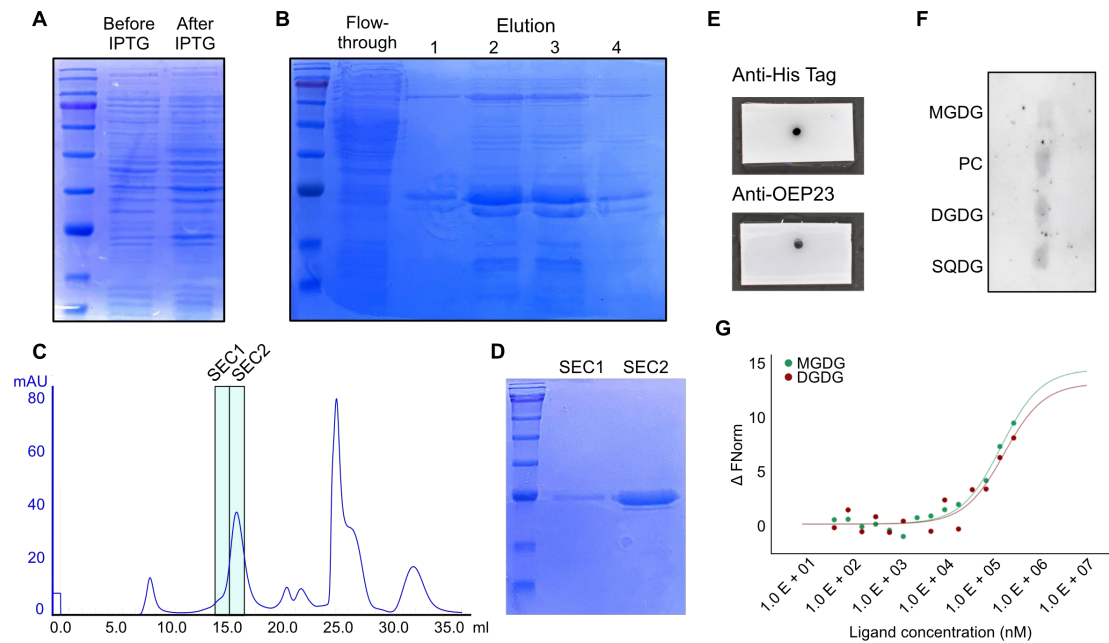 A
Before
IPTG
After
IPTG
B
Flow-
through
Elution
1
2
3
4
E
Anti-His Tag
Anti-OEP23
F
MGDG
PC
DGDG
SQDG
C
SEC1
SEC2
mAU
80
60
40
20
0
0.0
5.0
10.0
15.0
20.0
25.0
30.0
35.0
ml
D
SEC1
SEC2
G
MGDG
DGDG
15
10
5
0
Δ FNorm
1.0 E + 01
1.0 E + 02
1.0 E + 03
1.0 E + 04
1.0 E + 05
1.0 E + 06
1.0 E + 07
Ligand concentration (nM)